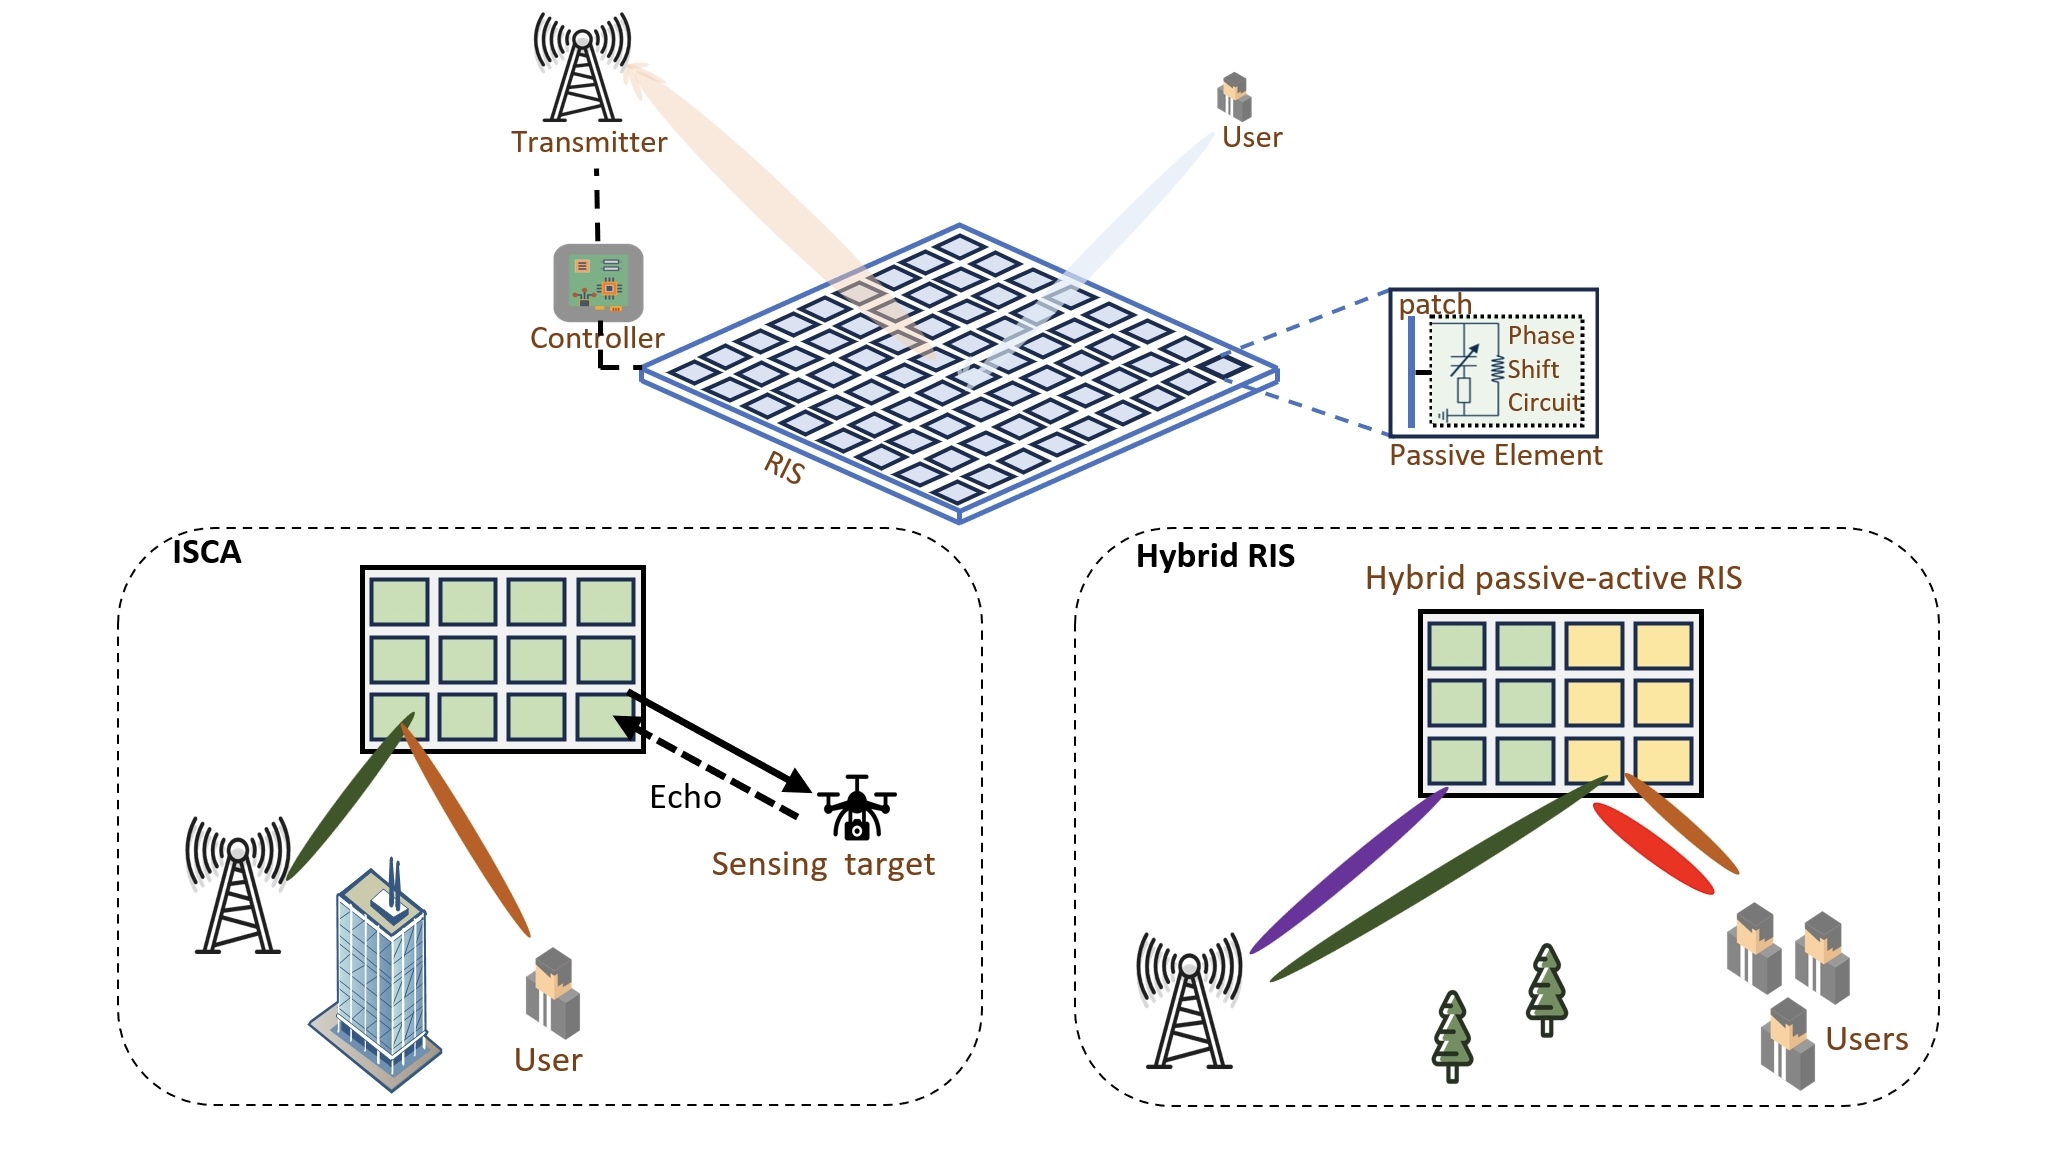 Transmitter
User
Controller
patch
Phase
Shift
Circuit
Passive Element
RIS
ISCA
Echo
Sensing target
User
Hybrid RIS
Hybrid passive-active RIS
Users